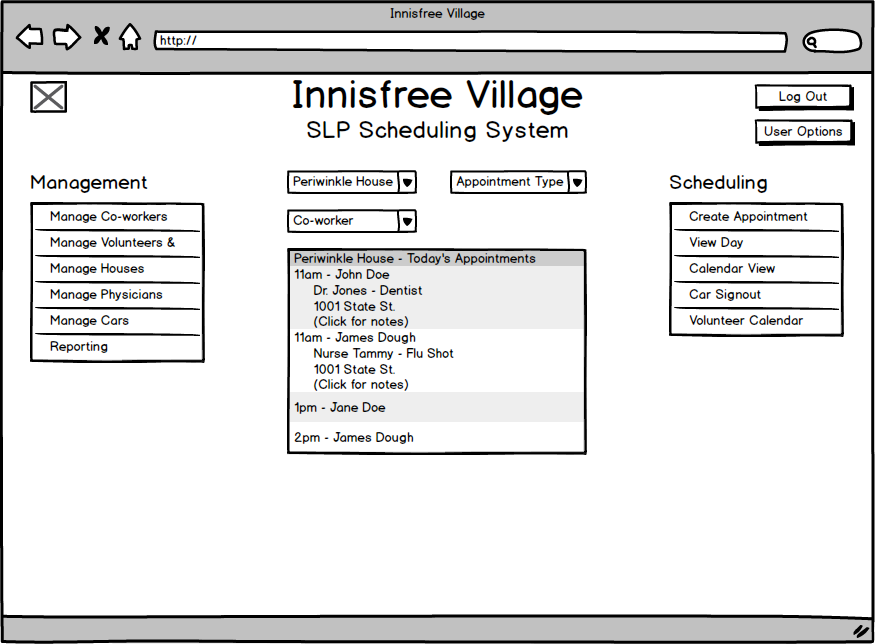 Innisfree Village
http://
Innisfree Village
SLP Scheduling System
Log Out
User Options
Management
Manage Co-workers
Manage Volunteers &
Manage Houses
Manage Physicians
Manage Cars
Reporting
Periwinkle House
Appointment Type
Co-worker
Periwinkle House - Today's Appointments
11am - John Doe
Dr. Jones - Dentist
1001 State St.
(Click for notes)
11am - James Dough
Nurse Tammy - Flu Shot
1001 State St.
(Click for notes)
1pm - Jane Doe
2pm - James Dough
Scheduling
Create Appointment
View Day
Calendar View
Car Signout
Volunteer Calendar